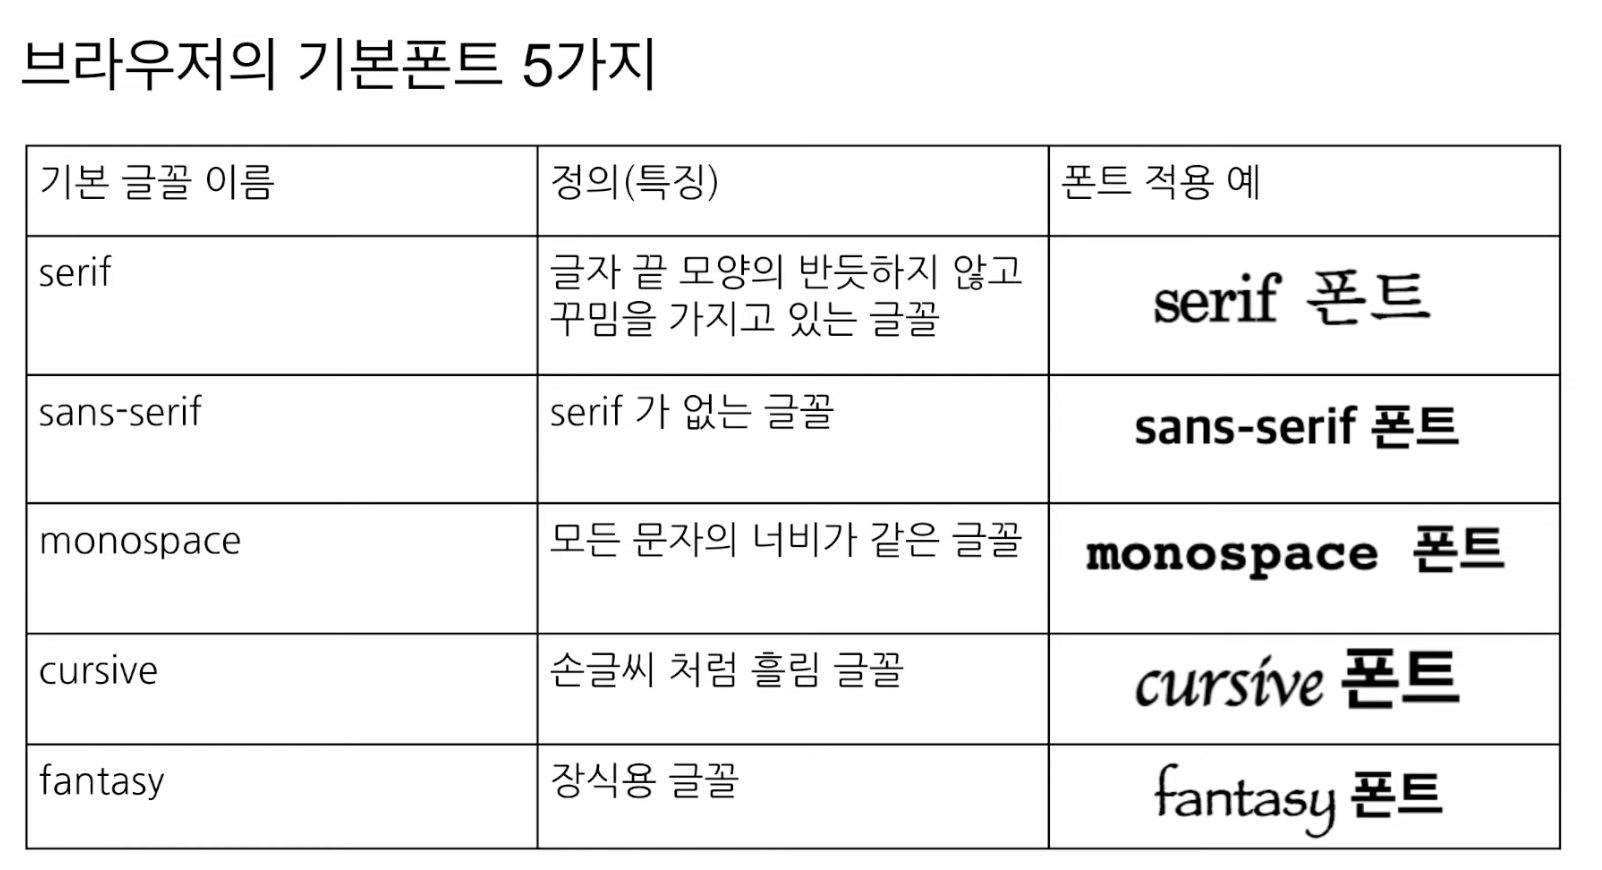 브라우저의 기본폰트 5가지
기본 글꼴 이름
정의(특징)
폰트 적용 예
serif
글자 끝 모양의 반듯하지 않고
꾸밈을 가지고 있는 글꼴
serif 폰트
sans-serif
serif 가 없는 글꼴
sans-serif 폰트
monospace
모든 문자의 너비가 같은 글꼴
monospace 폰트
cursive
손글씨 처럼 흘림 글꼴
cursive 폰트
fantasy
장식용 글꼴
fantasy 폰트